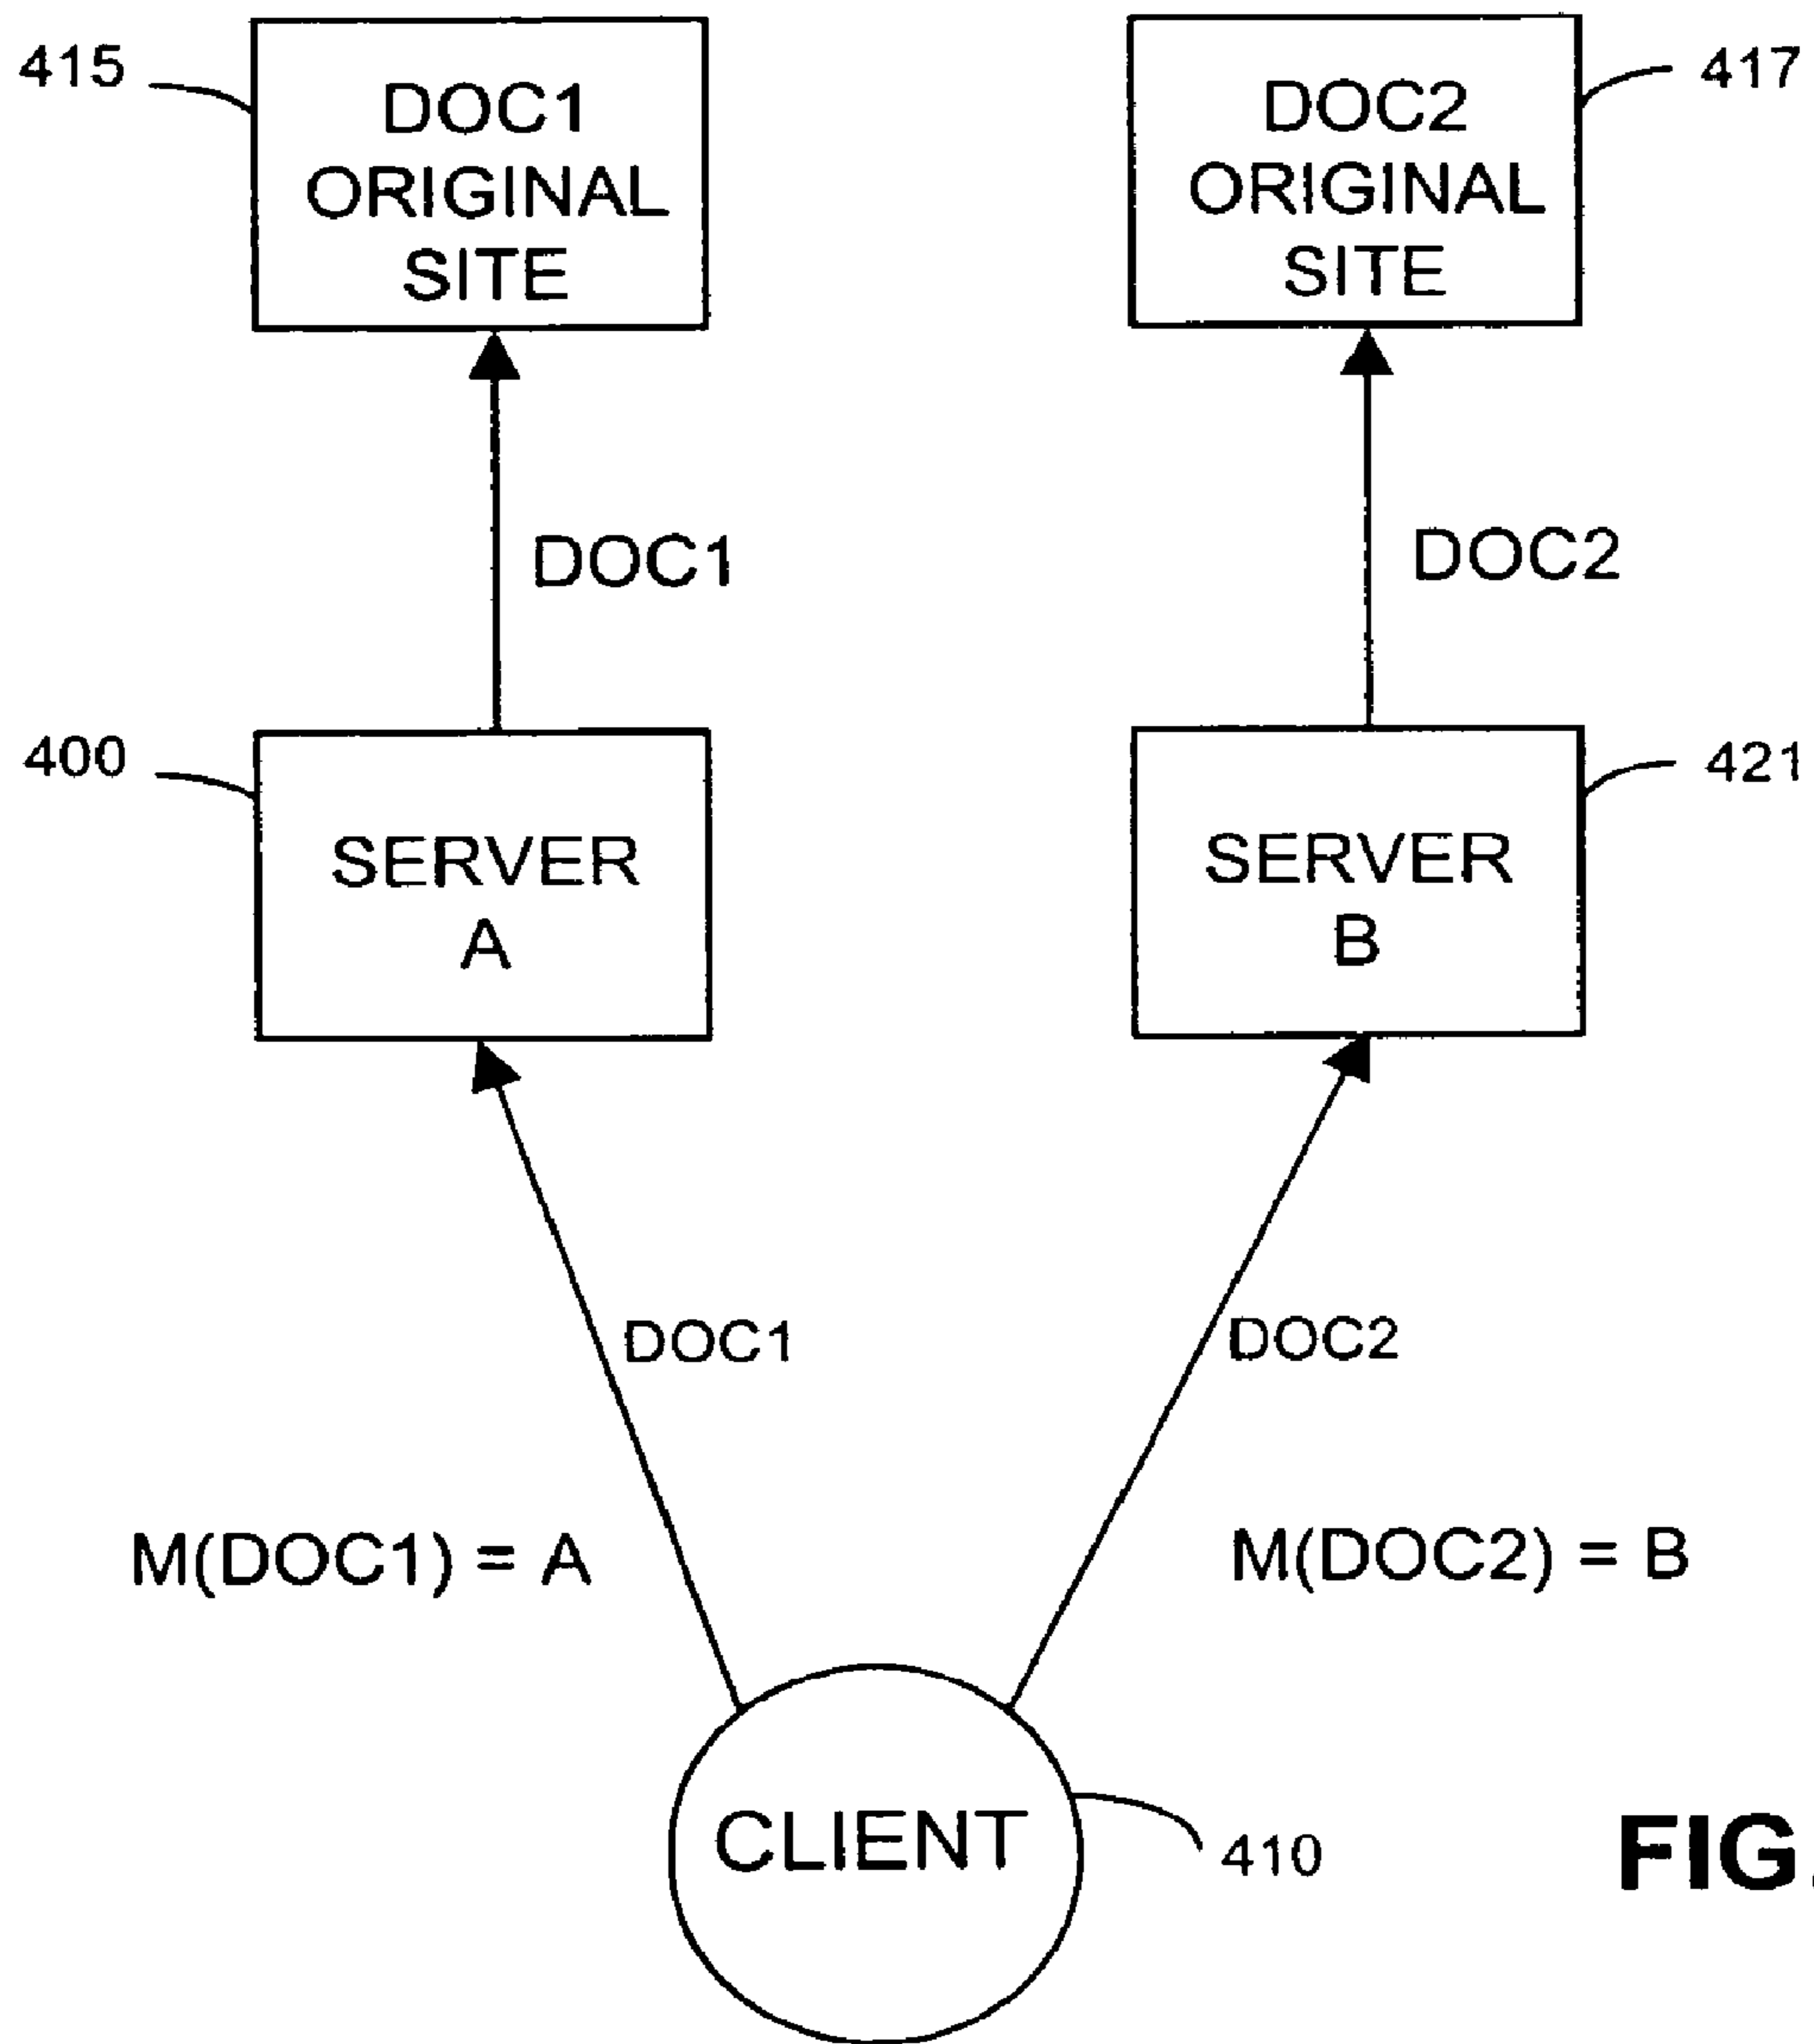 415
DOC1
ORIGINAL
SITE
DOC2
ORIGINAL
SITE
417
DOC1
DOC2
400
SERVER
A
SERVER
B
421
DOC1
DOC2
M(DOC1) = A
M(DOC2) = B
CLIENT
410
FIG.